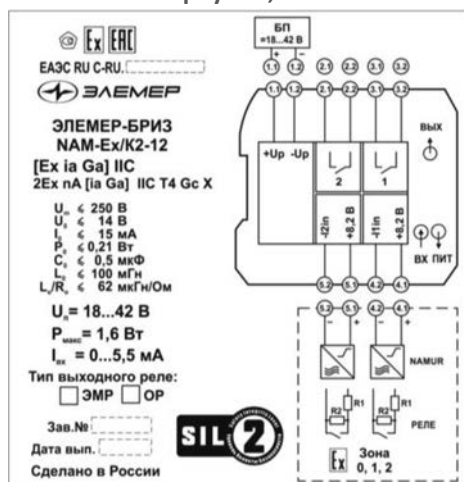 Ex EAC
ЕАЭС RU C-RU.
ЭЛЕМЕР
ЭЛЕМЕР-БРИЗ
NAM-Ex/K2-12
[Ex ia Ga] IIC
2Ex nA [ia Ga] IIC T4 Gc X
Um ⩽ 250 В
U0 ⩽ 14 В
I0 ⩽ 15 мА
P0 ⩽ 0,21 Вт
C0 ⩽ 0,5 мкФ
L0 ⩽ 100 мГн
L0/R0 ⩽ 62 мкГн/Ом
Uп= 18...42 В
Pмакс= 1,6 Вт
Iвх = 0...5,5 мА
Тип выходного реле:
ЭМР ОР
Зав.№
Дата вып.
Сделано в России
SIL 2
БП
=18...42 В
+ −
1.1 1.2 2.1 2.2 3.1 3.2
1.1 1.2 2.1 2.2 3.1 3.2
+Up -Up
2 1
ВЫХ
-I2in +8,2 В -I1in +8,2 В
ВХ ПИТ
5.2 5.1 4.2 4.1
5.2 5.1 4.2 4.1
− + − +
NAMUR
R1 R1
R2 R2
РЕЛЕ
Ex Зона
0, 1, 2